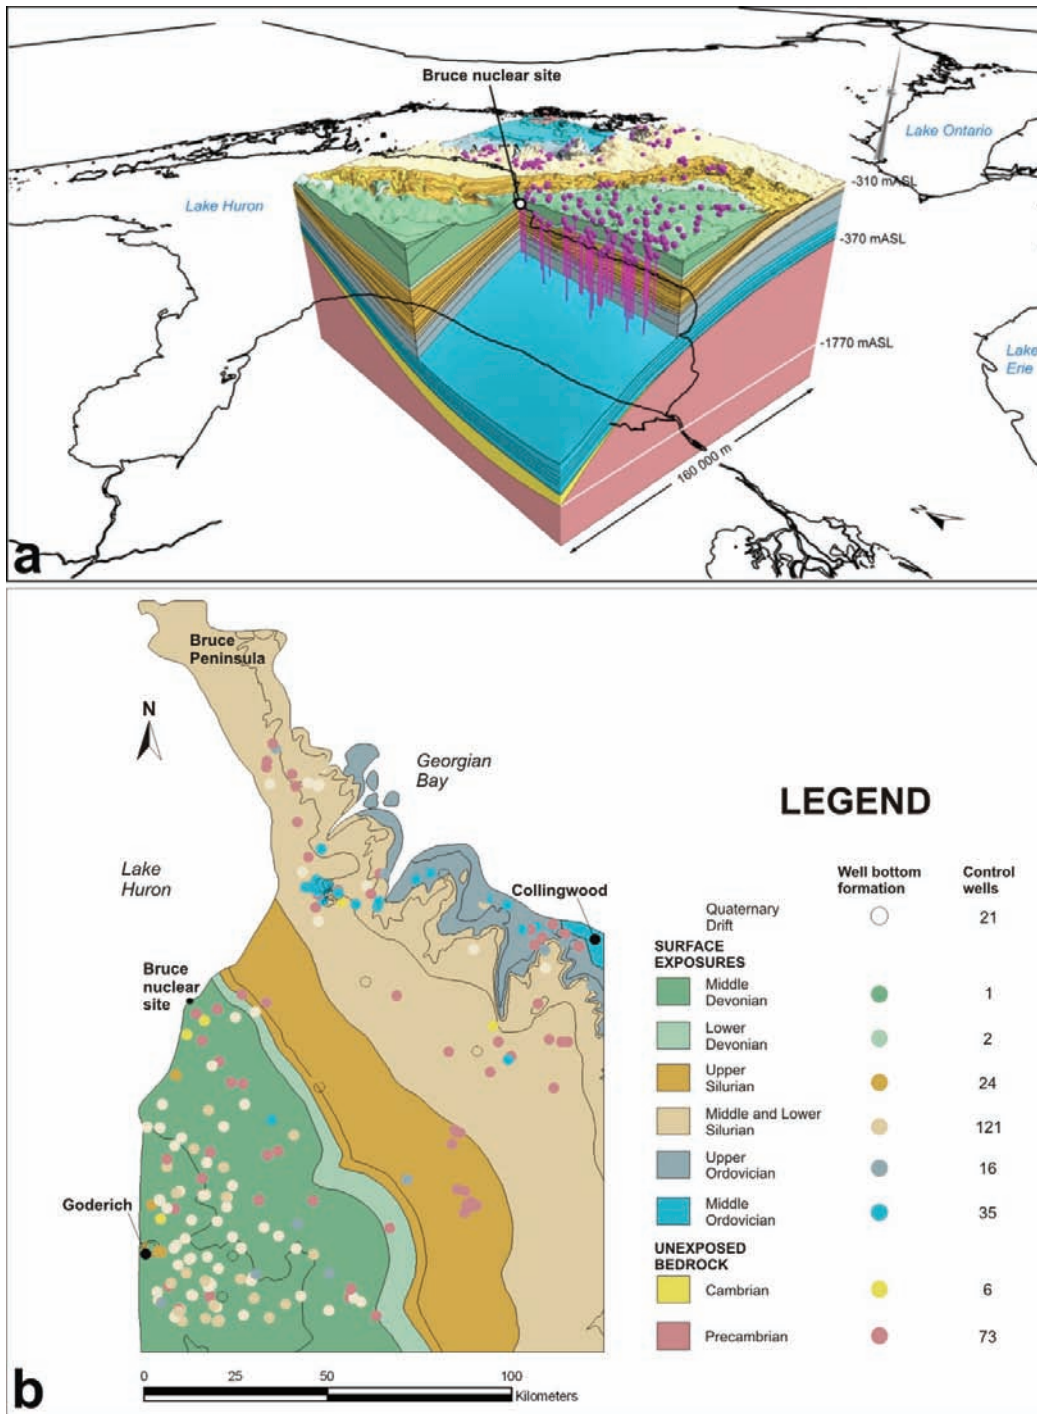 Bruce nuclear site
Lake Ontario
-310 mASL
Lake Huron
-370 mASL
-1770 mASL
Lake
Erie
160 000 m
a
Bruce
Peninsula
N
Georgian
Bay
LEGEND
Lake
Huron
Well bottom
formation
Control
wells
Collingwood
Quaternary
Drift
21
SURFACE
EXPOSURES
Bruce
nuclear
site
Middle
Devonian
1
Lower
Devonian
2
Upper
Silurian
24
Middle and Lower
Silurian
121
Upper
Ordovician
16
Goderich
Middle
Ordovician
35
UNEXPOSED
BEDROCK
Cambrian
6
Precambrian
73
b
0 25 50 100
Kilometers